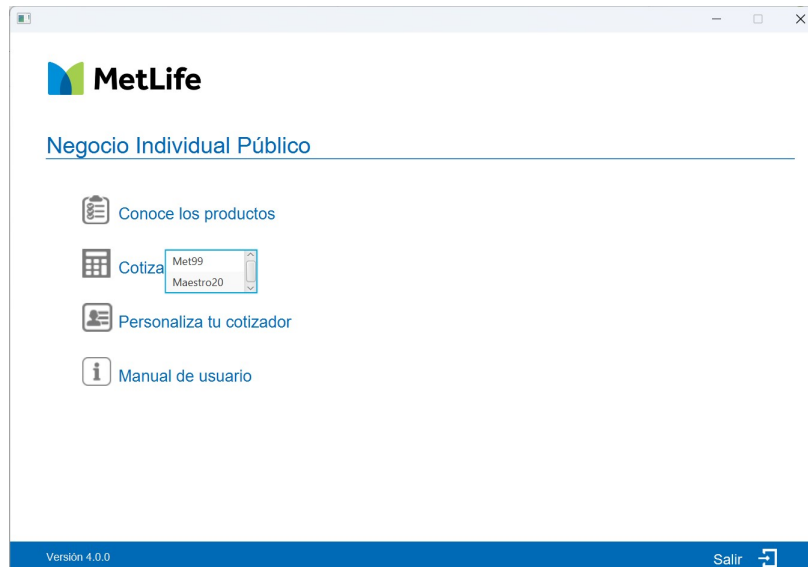 MetLife
Negocio Individual Público
Conoce los productos
Cotiza
Met99
Maestro20
Personaliza tu cotizador
Manual de usuario
Versión 4.0.0
Salir